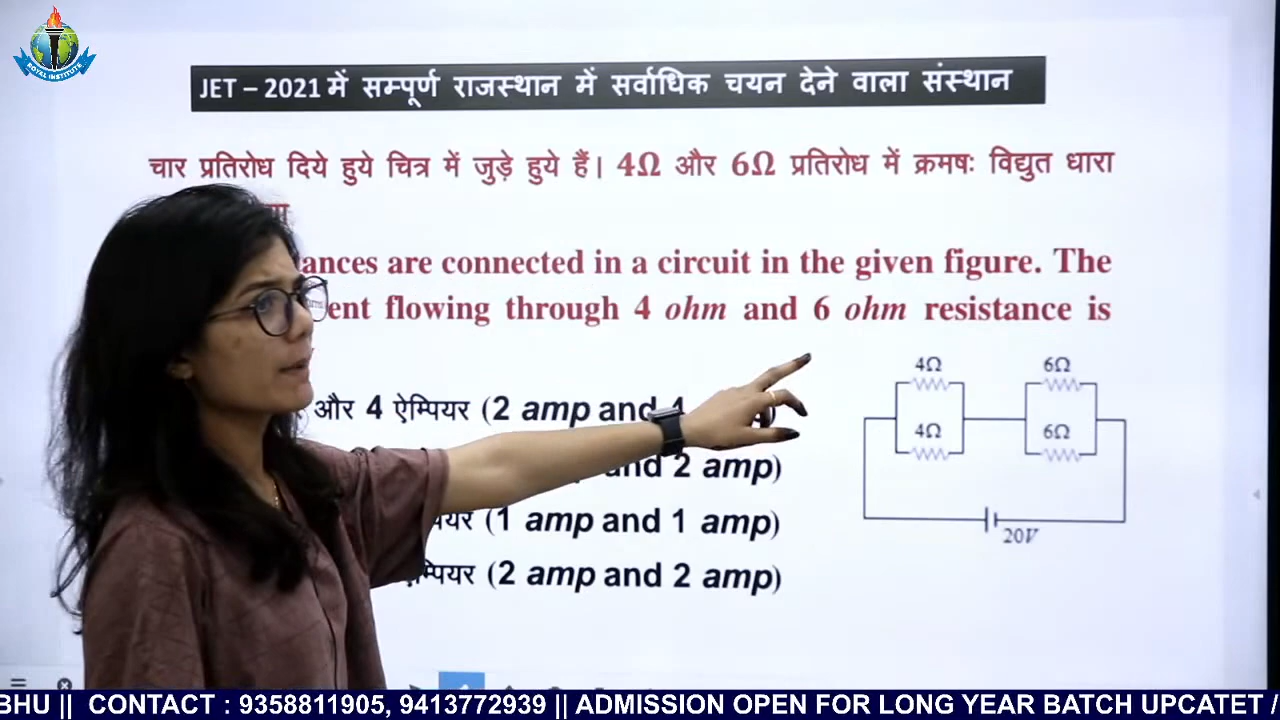 ROYAL INSTITUTE
JET – 2021 में सम्पूर्ण राजस्थान में सर्वाधिक चयन देने वाला संस्थान
चार प्रतिरोध दिये हुये चित्र में जुड़े हुये हैं। 4Ω और 6Ω प्रतिरोध में क्रमषः विद्युत धारा
ances are connected in a circuit in the given figure. The
ent flowing through 4 ohm and 6 ohm resistance is
और 4 ऐम्पियर (2 amp and 4
and 2 amp)
(1 amp and 1 amp)
(2 amp and 2 amp)
4Ω
6Ω
4Ω
6Ω
20V
BHU || CONTACT : 9358811905, 9413772939 || ADMISSION OPEN FOR LONG YEAR BATCH UPCATET /